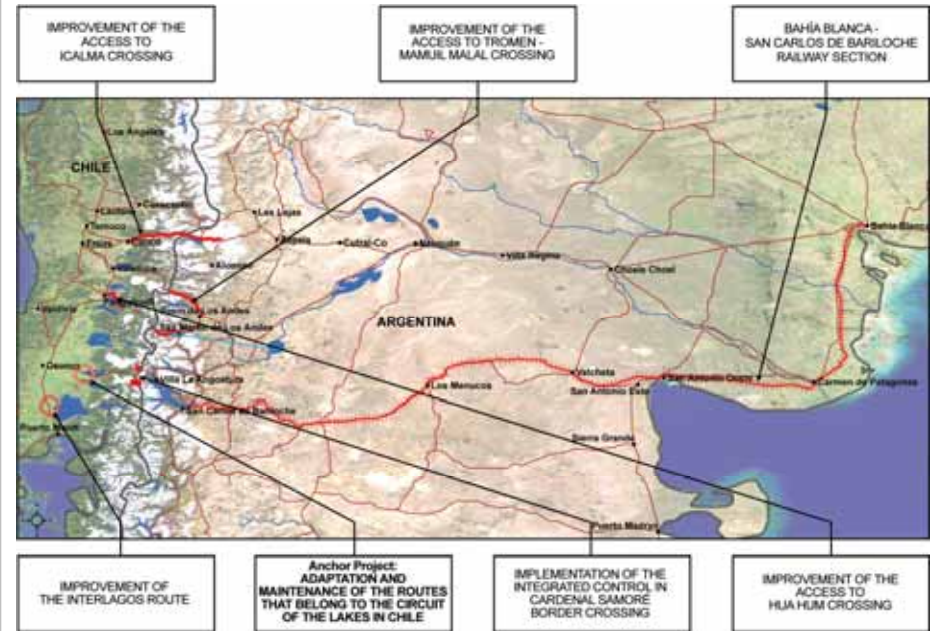 IMPROVEMENT OF THE
ACCESS TO
ICALMA CROSSING
IMPROVEMENT OF THE
ACCESS TO TROMEN -
MAMUIL MALAL CROSSING
BAHÍA BLANCA -
SAN CARLOS DE BARILOCHE
RAILWAY SECTION
Los Angeles
CHILE
Lautaro
Temuco
Freire
Cunco
Las Lajas
Zapala
Cutral-Co
Neuquén
Villa Regina
Choele Choel
Bahía Blanca
Aluminé
Junín de Los Andes
San Martín de Los Andes
Valdivia
ARGENTINA
Osorno
Villa La Angostura
Los Menucos
Valcheta
San Antonio Oeste
San Antonio Este
Carmen de Patagones
San Carlos de Bariloche
Puerto Montt
Sierra Grande
Puerto Madryn
IMPROVEMENT OF
THE INTERLAGOS ROUTE
Anchor Project:
ADAPTATION AND
MAINTENANCE OF THE ROUTES
THAT BELONG TO THE CIRCUIT
OF THE LAKES IN CHILE
IMPLEMENTATION OF THE
INTEGRATED CONTROL IN
CARDENAL SAMORÉ
BORDER CROSSING
IMPROVEMENT OF THE
ACCESS TO
HUA HUM CROSSING